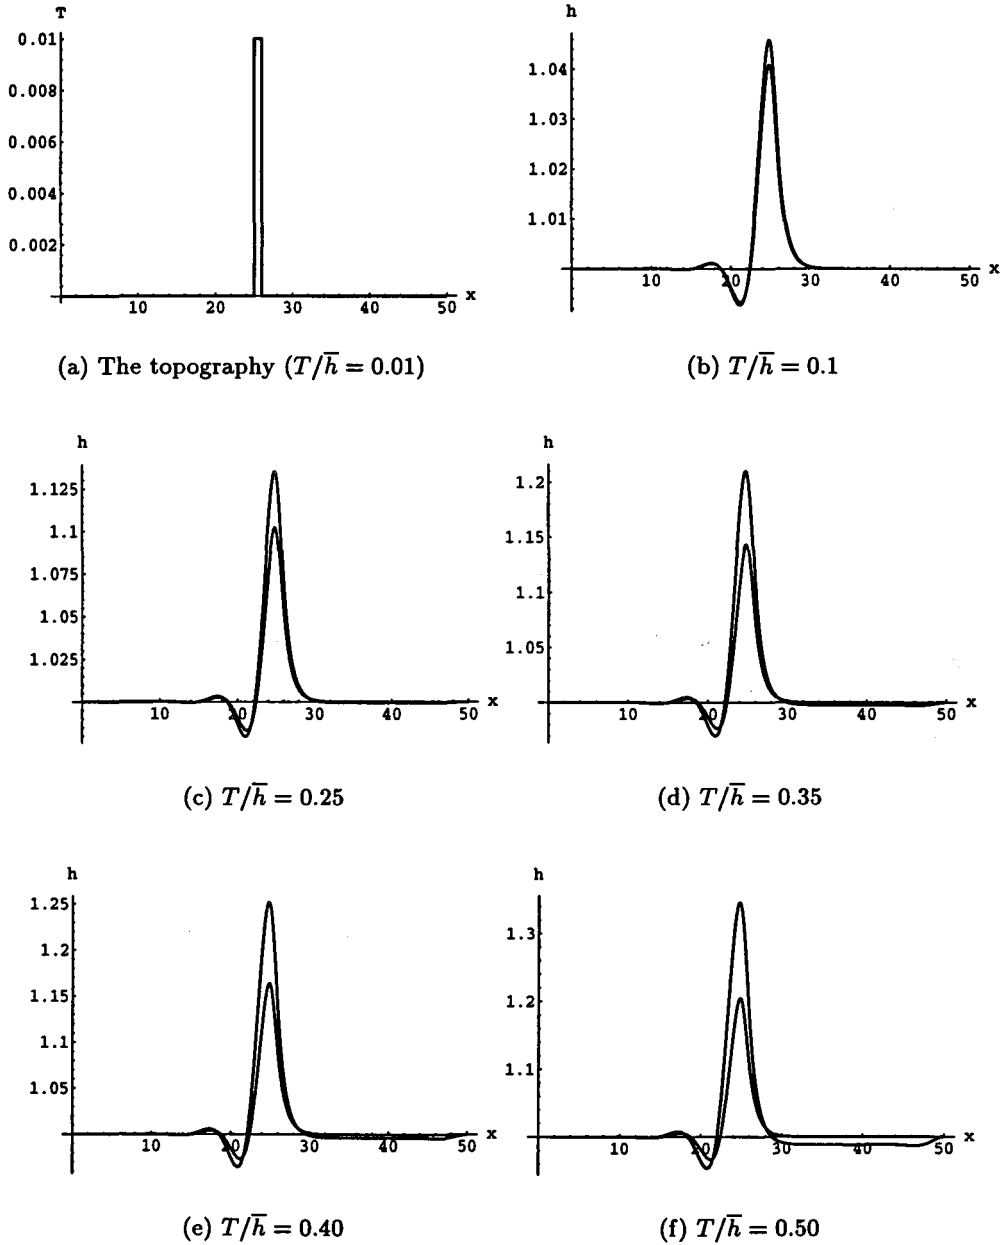 T
0.01
0.008
0.006
0.004
0.002
10 20 30 40 50 x
(a) The topography (T/h̅ = 0.01)
h
1.04
1.03
1.02
1.01
10 20 30 40 50 x
(b) T/h̅ = 0.1
h
1.125
1.1
1.075
1.05
1.025
10 20 30 40 50 x
(c) T/h̅ = 0.25
h
1.2
1.15
1.1
1.05
10 20 30 40 50 x
(d) T/h̅ = 0.35
h
1.25
1.2
1.15
1.1
1.05
10 20 30 40 50 x
(e) T/h̅ = 0.40
h
1.3
1.2
1.1
10 20 30 40 50 x
(f) T/h̅ = 0.50